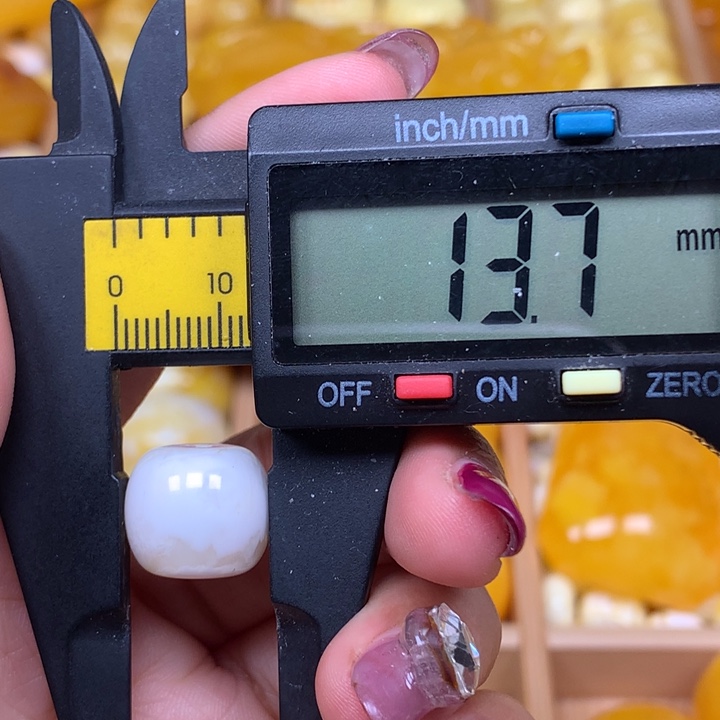 inch/mm
13.7 mm
0 10
OFF ON ZERO